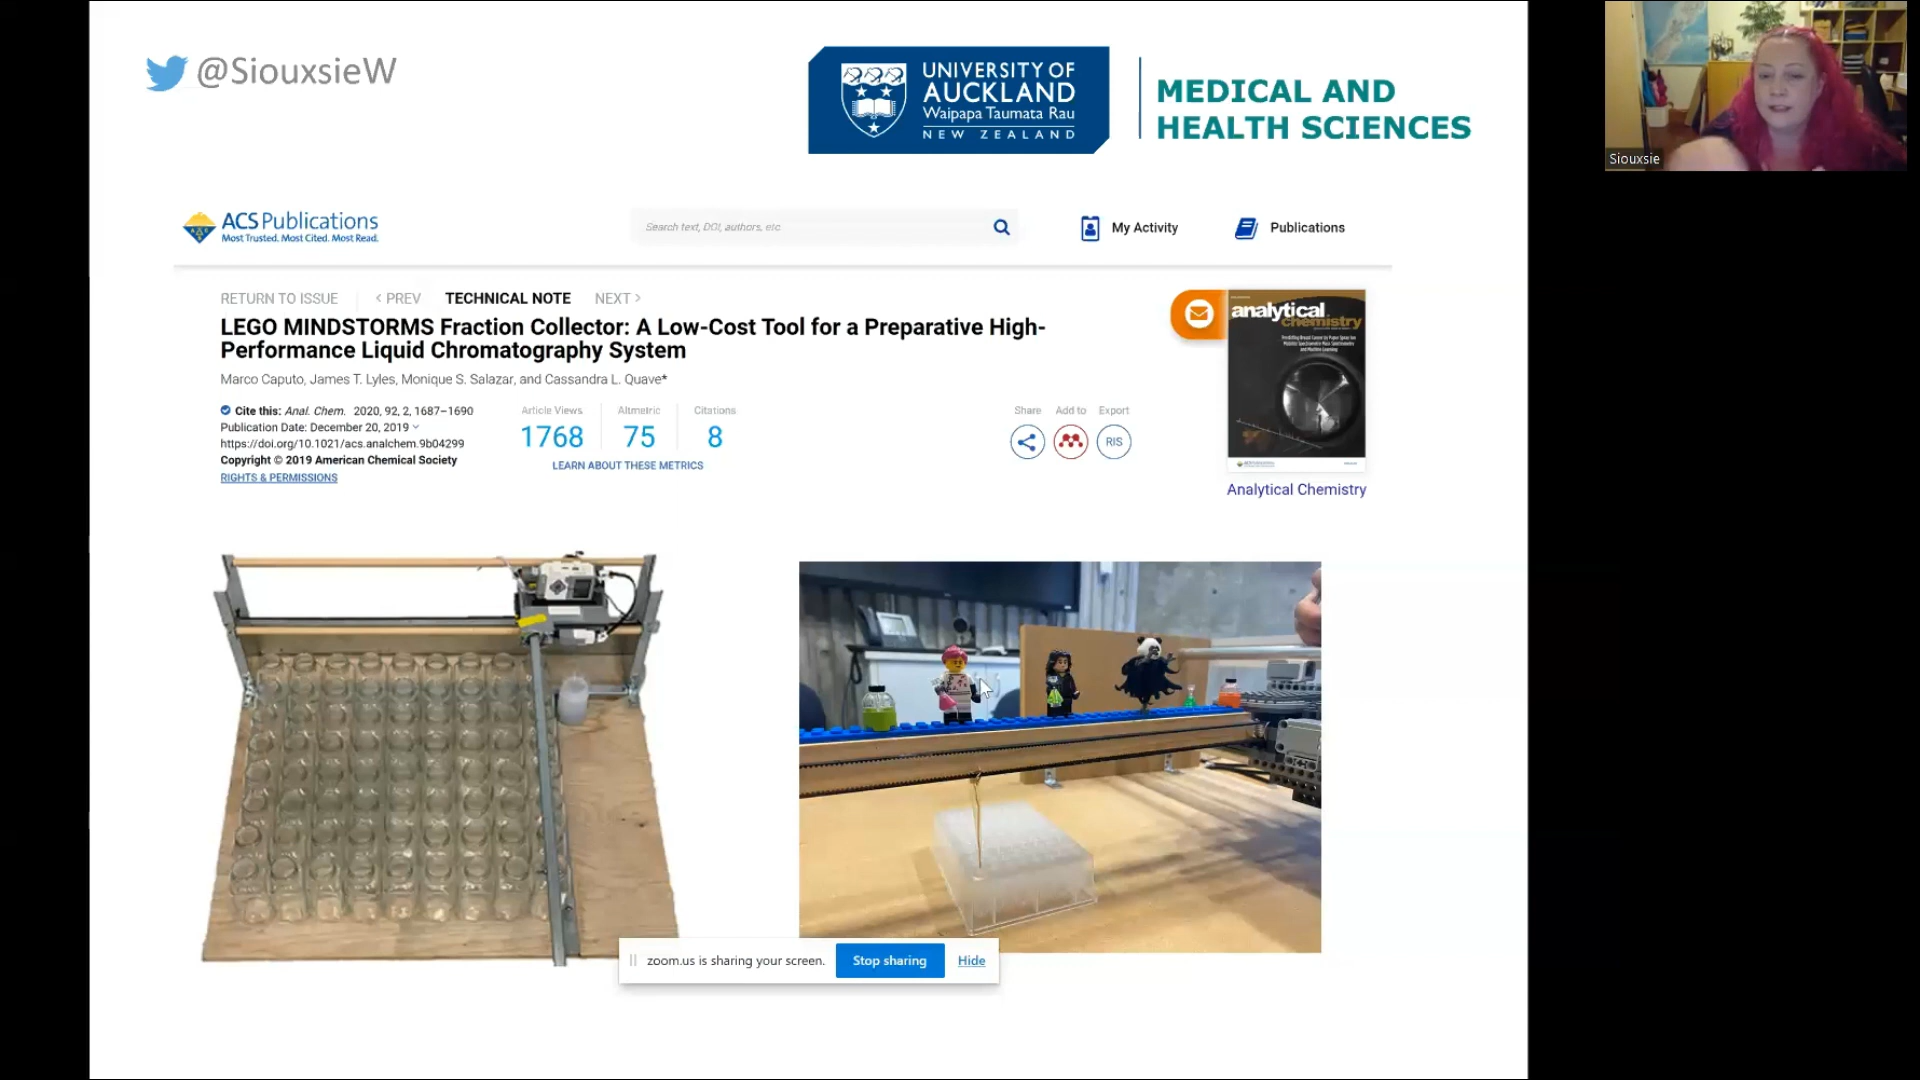 @SiouxsieW
UNIVERSITY OF
AUCKLAND
Waipapa Taumata Rau
NEW ZEALAND
MEDICAL AND
HEALTH SCIENCES
Siouxsie
ACS Publications
Most Trusted. Most Cited. Most Read.
Search text, DOI, authors, etc
My Activity
Publications
RETURN TO ISSUE
< PREV
TECHNICAL NOTE
NEXT >
LEGO MINDSTORMS Fraction Collector: A Low-Cost Tool for a Preparative High-
Performance Liquid Chromatography System
Marco Caputo, James T. Lyles, Monique S. Salazar, and Cassandra L. Quave*
Cite this: Anal. Chem. 2020, 92, 2, 1687–1690
Publication Date: December 20, 2019
https://doi.org/10.1021/acs.analchem.9b04299
Copyright © 2019 American Chemical Society
RIGHTS & PERMISSIONS
Article Views
1768
Altmetric
75
Citations
8
LEARN ABOUT THESE METRICS
Share
Add to
Export
RIS
analytical
chemistry
Analytical Chemistry
zoom.us is sharing your screen.
Stop sharing
Hide